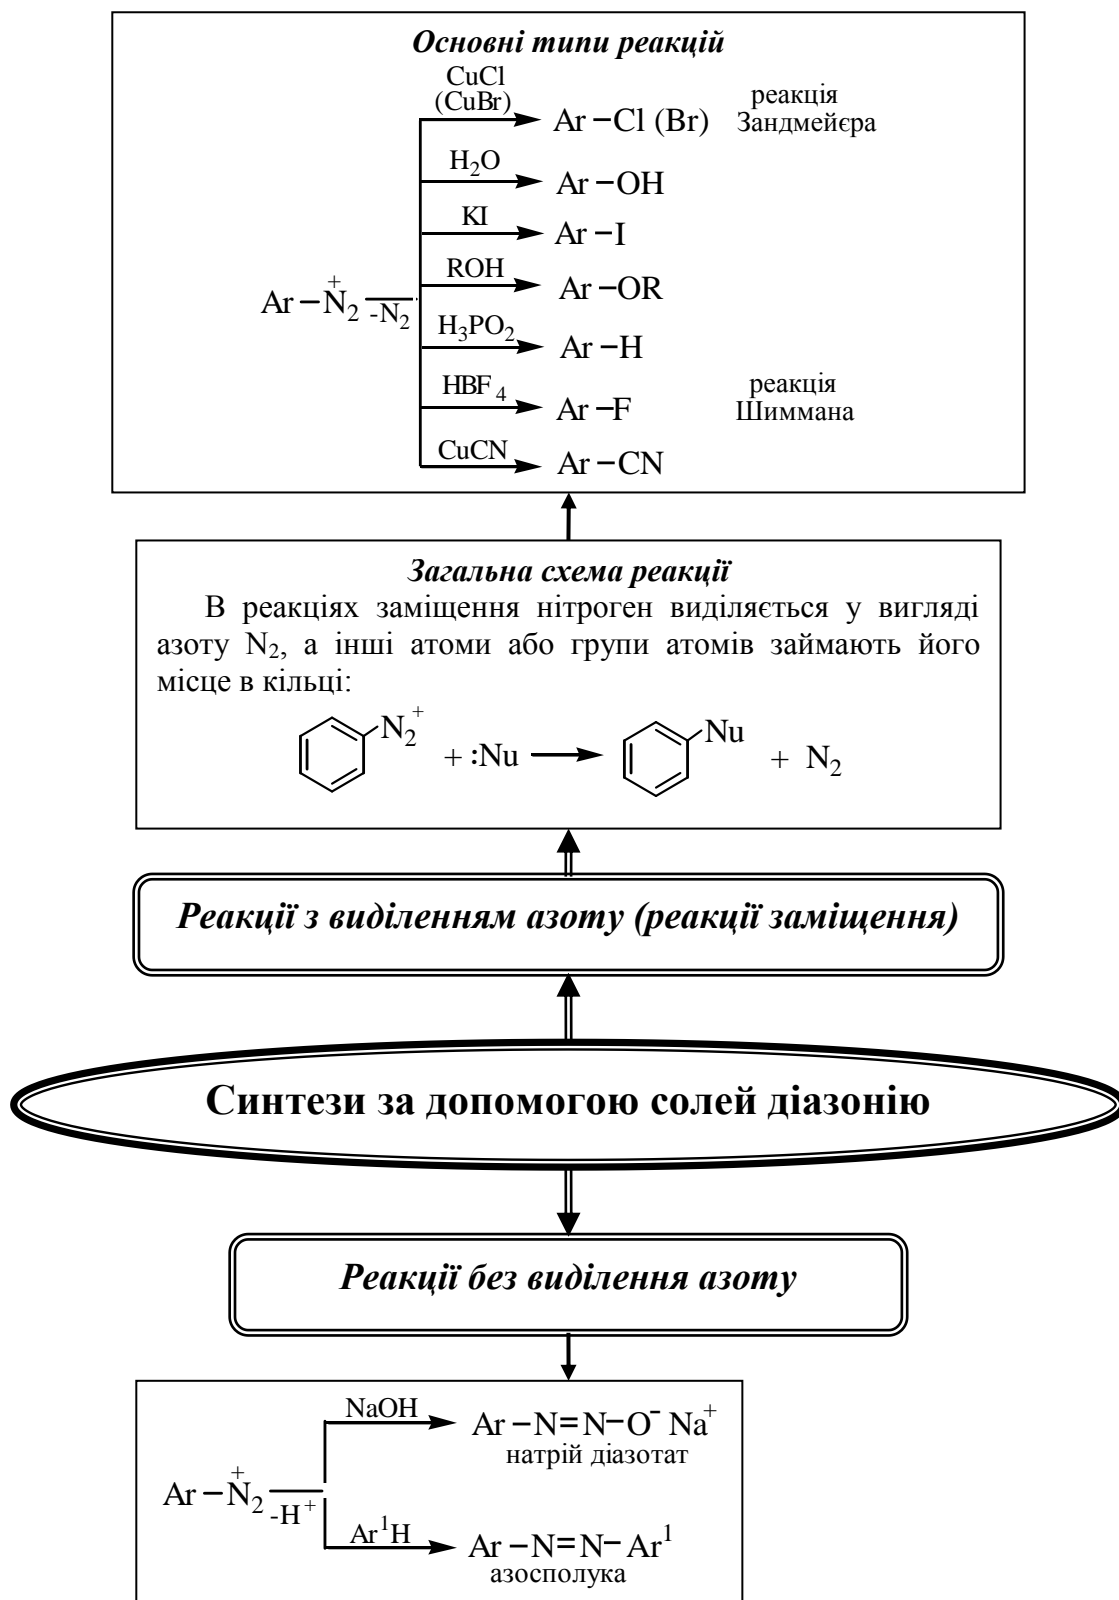 Основні типи реакцій
CuCl
(CuBr)
Ar – Cl (Br)
реакція
Зандмейєра
H₂O
Ar – OH
KI
Ar – I
ROH
Ar – OR
Ar – N⁺₂
-N₂
H₃PO₂
Ar – H
HBF₄
Ar – F
реакція
Шиммана
CuCN
Ar – CN
Загальна схема реакції
В реакціях заміщення нітроген виділяється у вигляді
азоту N₂, а інші атоми або групи атомів займають його
місце в кільці:
N₂⁺ + :Nu → Nu + N₂
Реакції з виділенням азоту (реакції заміщення)
Синтези за допомогою солей діазонію
Реакції без виділення азоту
NaOH
Ar – N=N – O⁻ Na⁺
натрій діазотат
Ar – N⁺₂
-H⁺
Ar¹H
Ar – N=N – Ar¹
азосполука